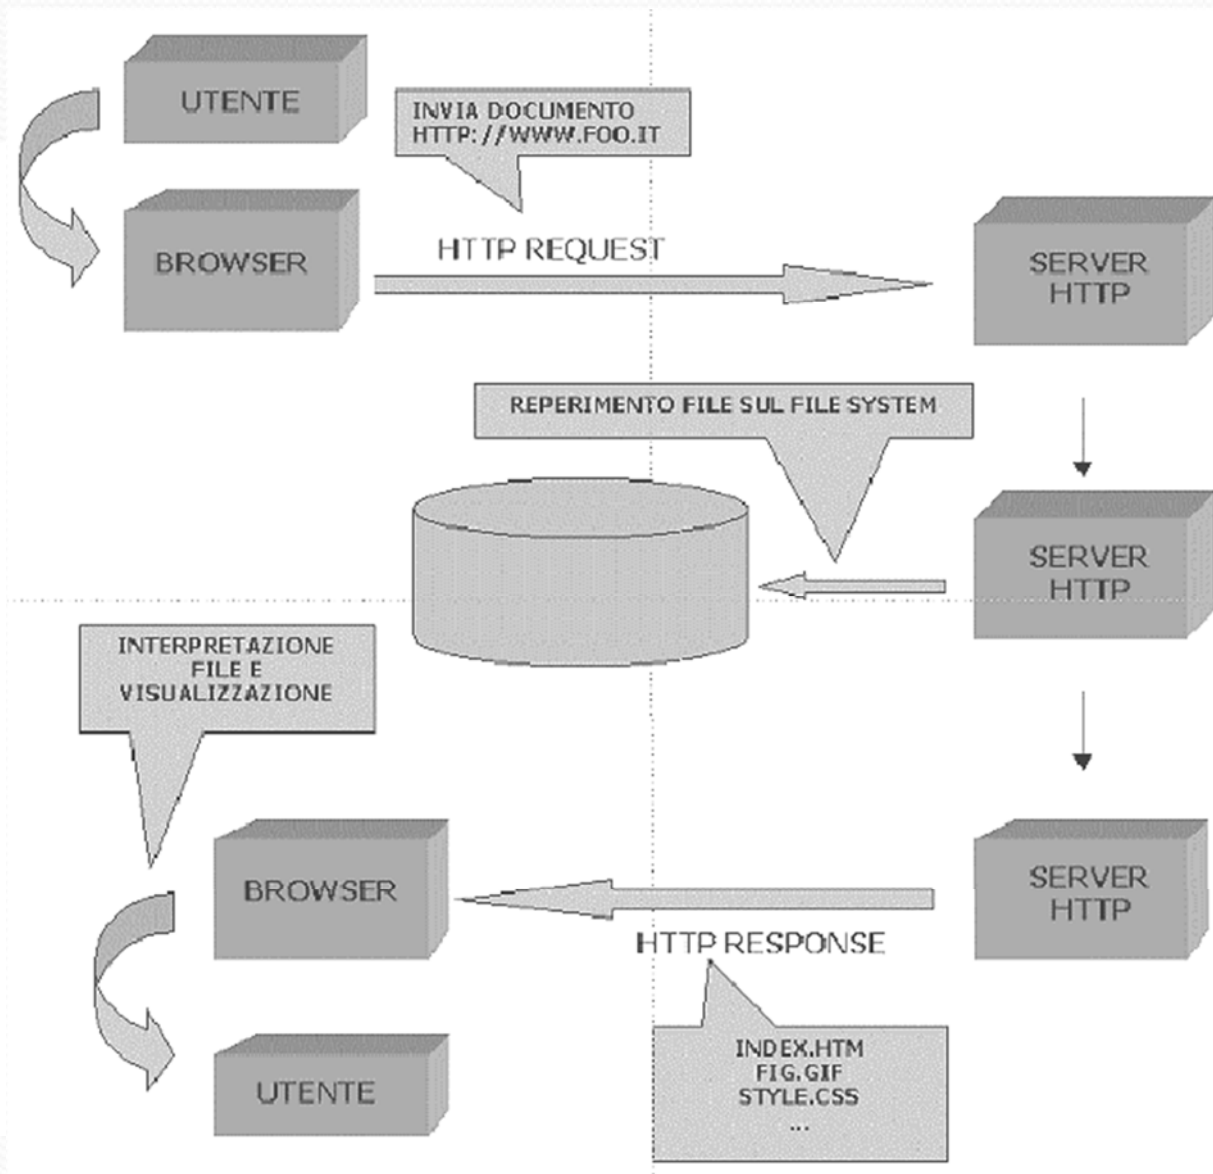 UTENTE
INVIA DOCUMENTO
HTTP://WWW.FOO.IT
BROWSER
HTTP REQUEST
SERVER
HTTP
REPERIMENTO FILE SUL FILE SYSTEM
SERVER
HTTP
INTERPRETAZIONE
FILE E
VISUALIZZAZIONE
BROWSER
SERVER
HTTP
HTTP RESPONSE
INDEX.HTM
FIG.GIF
STYLE.CSS
...
UTENTE